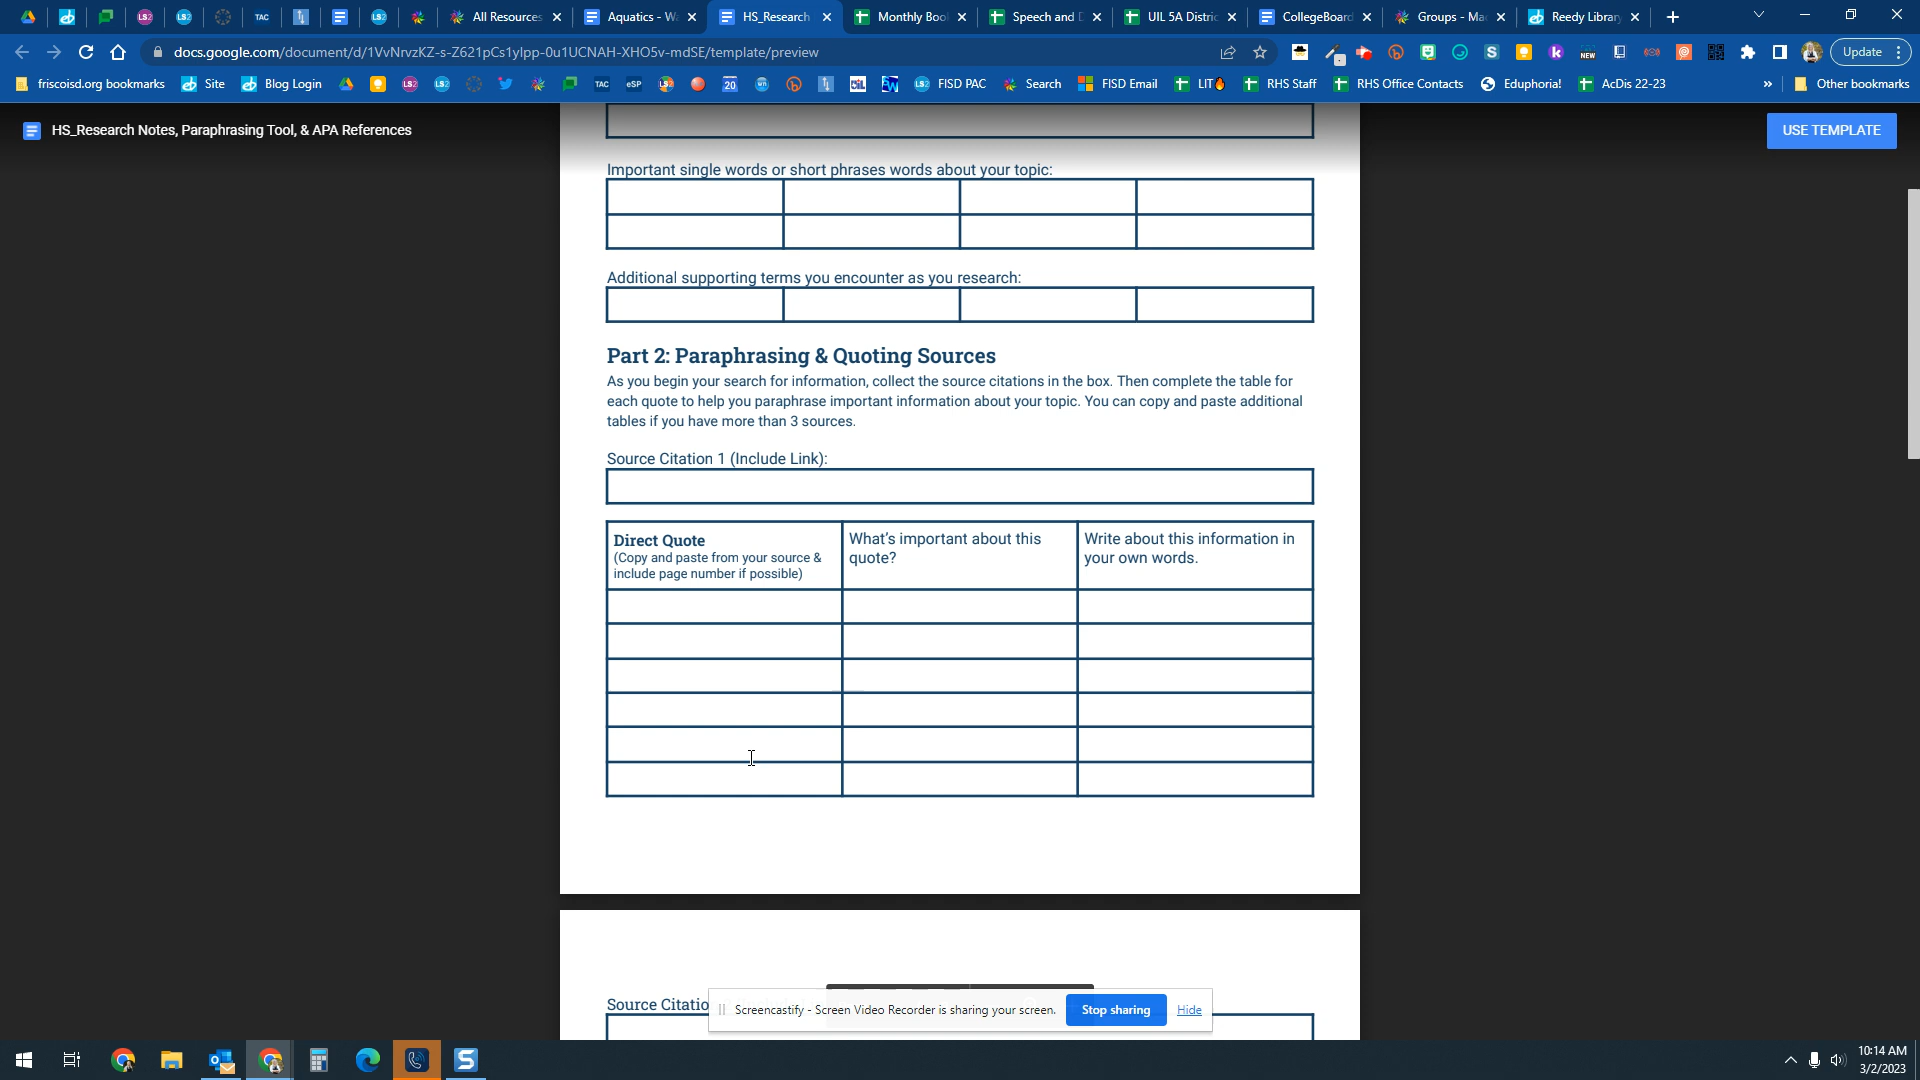 All Resources
Aquatics - W
HS_Research
Monthly Boo
Speech and D
UIL 5A Distric
CollegeBoard
Groups - Ma
Reedy Library
docs.google.com/document/d/1VvNrvzKZ-s-Z621pCs1ylpp-0u1UCNAH-XHO5v-mdSE/template/preview
Update
friscoisd.org bookmarks
Site
Blog Login
FISD PAC
Search
FISD Email
LIT
RHS Staff
RHS Office Contacts
Eduphoria!
AcDis 22-23
»
Other bookmarks
HS_Research Notes, Paraphrasing Tool, & APA References
USE TEMPLATE
Important single words or short phrases words about your topic:
Additional supporting terms you encounter as you research:
Part 2: Paraphrasing & Quoting Sources
As you begin your search for information, collect the source citations in the box. Then complete the table for
each quote to help you paraphrase important information about your topic. You can copy and paste additional
tables if you have more than 3 sources.
Source Citation 1 (Include Link):
Direct Quote
(Copy and paste from your source &
include page number if possible)
What's important about this
quote?
Write about this information in
your own words.
Source Citatio
Screencastify - Screen Video Recorder is sharing your screen.
Stop sharing
Hide
10:14 AM
3/2/2023